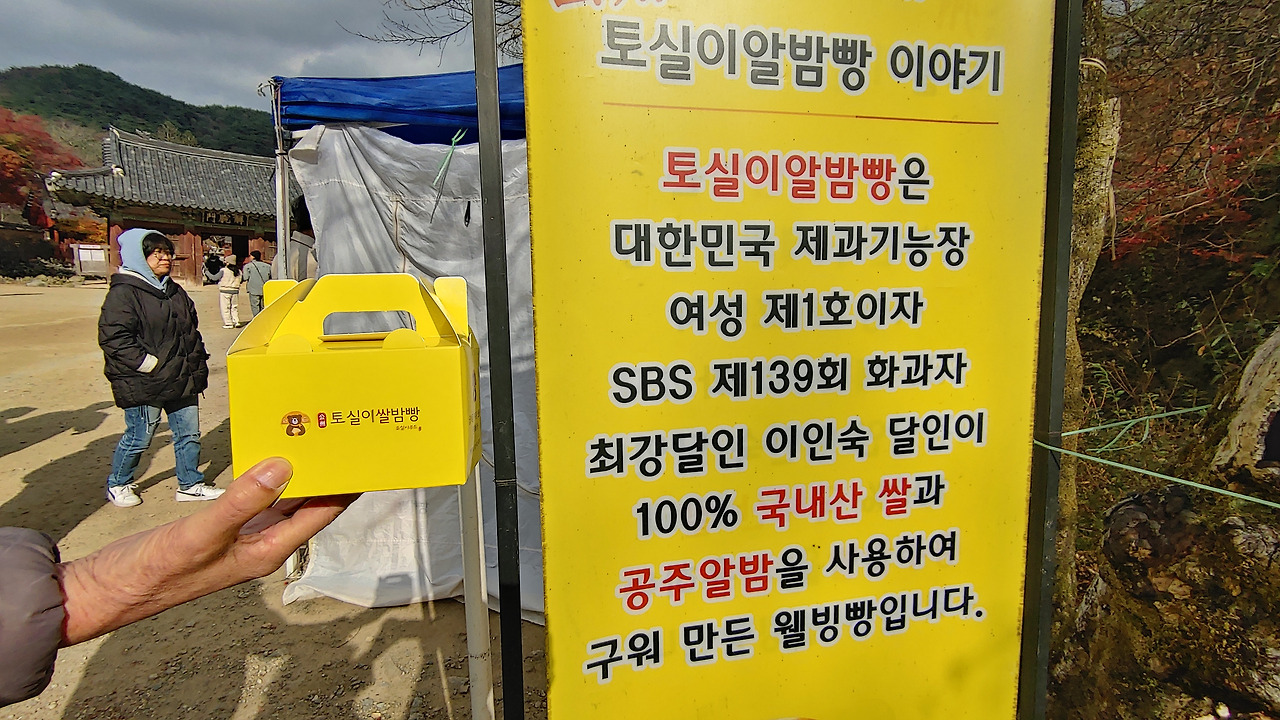 토실이알밤빵 이야기
토실이알밤빵은
대한민국 제과기능장
여성 제1호이자
SBS 제139회 화과자
최강달인 이인숙 달인이
100% 국내산 쌀과
공주알밤을 사용하여
구워 만든 웰빙빵입니다.
토실이쌀밤빵